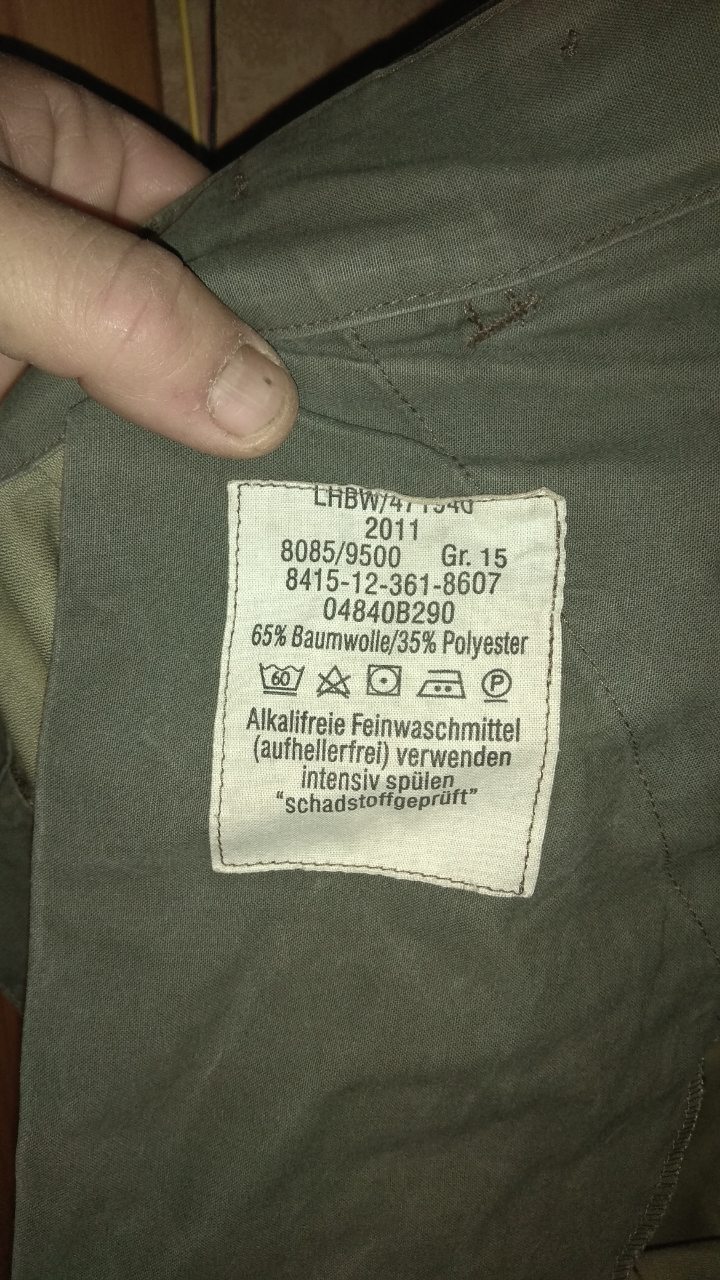 LHBW/471940
2011
8085/9500 Gr. 15
8415-12-361-8607
04840B290
65% Baumwolle/35% Polyester
60 P
Alkalifreie Feinwaschmittel
(aufhellerfrei) verwenden
intensiv spülen
"schadstoffgeprüft"